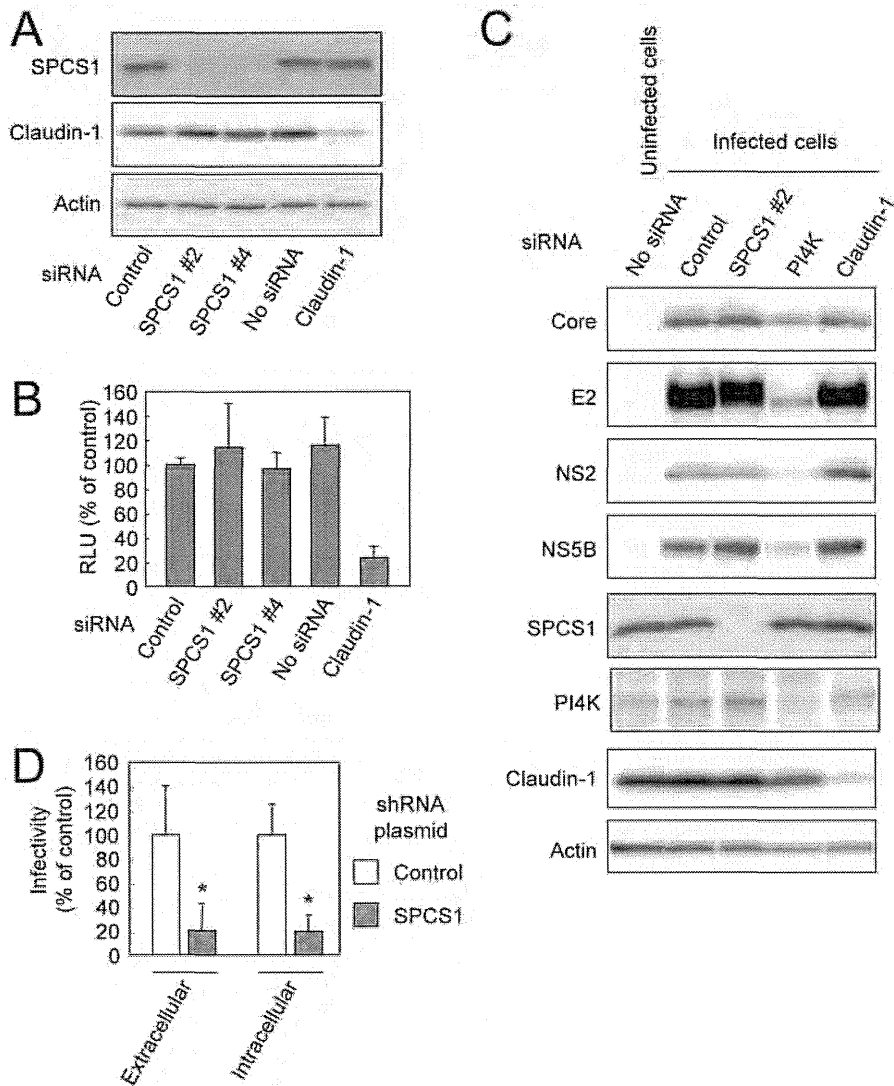 A
SPCS1
Claudin-1
Actin
siRNA
Control
SPCS1 #2
SPCS1 #4
No siRNA
Claudin-1
B
RLU (% of control)
160
140
120
100
80
60
40
20
0
siRNA
Control
SPCS1 #2
SPCS1 #4
No siRNA
Claudin-1
D
Infectivity
(% of control)
160
140
120
100
80
60
40
20
0
*
*
Extracellular
Intracellular
shRNA
plasmid
Control
SPCS1
C
Uninfected cells
Infected cells
siRNA
No siRNA
Control
SPCS1 #2
PI4K
Claudin-1
Core
E2
NS2
NS5B
SPCS1
PI4K
Claudin-1
Actin